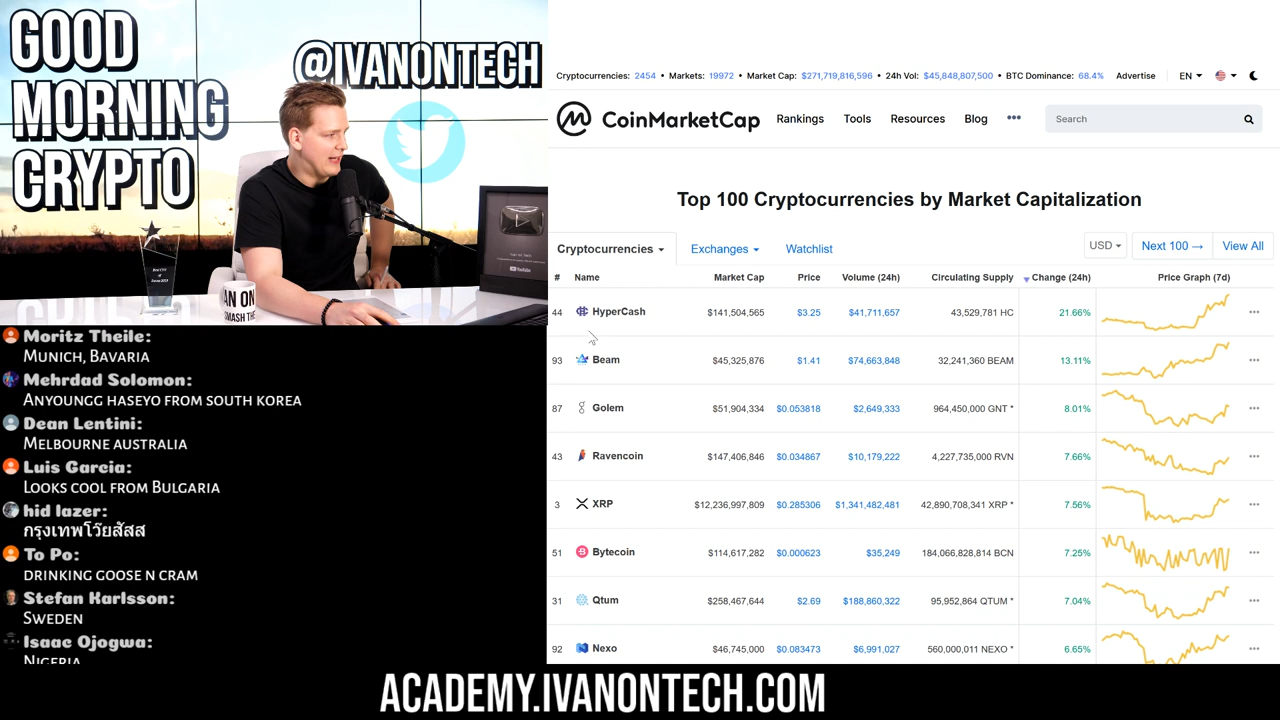 GOOD
MORNING
CRYPTO
@IVANONTECH
AN ON
SMASH THE
Moritz Theile:
Munich, Bavaria
Mehrdad Solomon:
Anyoungg haseyo from South Korea
Dean Lentini:
Melbourne Australia
Luis Garcia:
Looks cool from Bulgaria
hid lazer:
กรุงเทพโว๊ยสัสส
To Po:
DRINKING GOOSE N CRAM
Stefan Karlsson:
Sweden
Isaac Ojogwa:
Nigeria
Cryptocurrencies: 2454 • Markets: 19972 • Market Cap: $271,719,816,596 • 24h Vol: $45,848,807,500 • BTC Dominance: 68.4% Advertise EN
CoinMarketCap Rankings Tools Resources Blog ••• Search
Top 100 Cryptocurrencies by Market Capitalization
Cryptocurrencies Exchanges Watchlist USD Next 100 → View All
# Name Market Cap Price Volume (24h) Circulating Supply Change (24h) Price Graph (7d)
44 HyperCash $141,504,565 $3.25 $41,711,657 43,529,781 HC 21.66%
93 Beam $45,325,876 $1.41 $74,663,848 32,241,360 BEAM 13.11%
87 Golem $51,904,334 $0.053818 $2,649,333 964,450,000 GNT * 8.01%
43 Ravencoin $147,406,846 $0.034867 $10,179,222 4,227,735,000 RVN 7.66%
3 XRP $12,236,997,809 $0.285306 $1,341,482,481 42,890,708,341 XRP * 7.56%
51 Bytecoin $114,617,282 $0.000623 $35,249 184,066,828,814 BCN 7.25%
31 Qtum $258,467,644 $2.69 $188,860,322 95,952,864 QTUM * 7.04%
92 Nexo $46,745,000 $0.083473 $6,991,027 560,000,011 NEXO * 6.65%
ACADEMY.IVANONTECH.COM